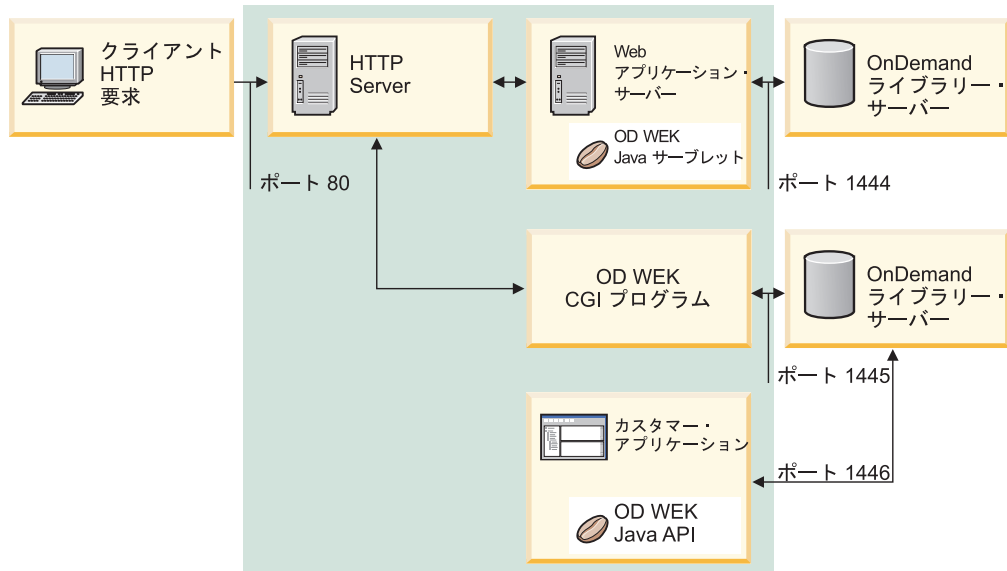 クライアント
HTTP
要求
HTTP
Server
Web
アプリケーション・
サーバー
OD WEK
Java サーブレット
OnDemand
ライブラリー・
サーバー
ポート 80
ポート 1444
OD WEK
CGI プログラム
OnDemand
ライブラリー・
サーバー
ポート 1445
カスタマー・
アプリケーション
ポート 1446
OD WEK
Java API